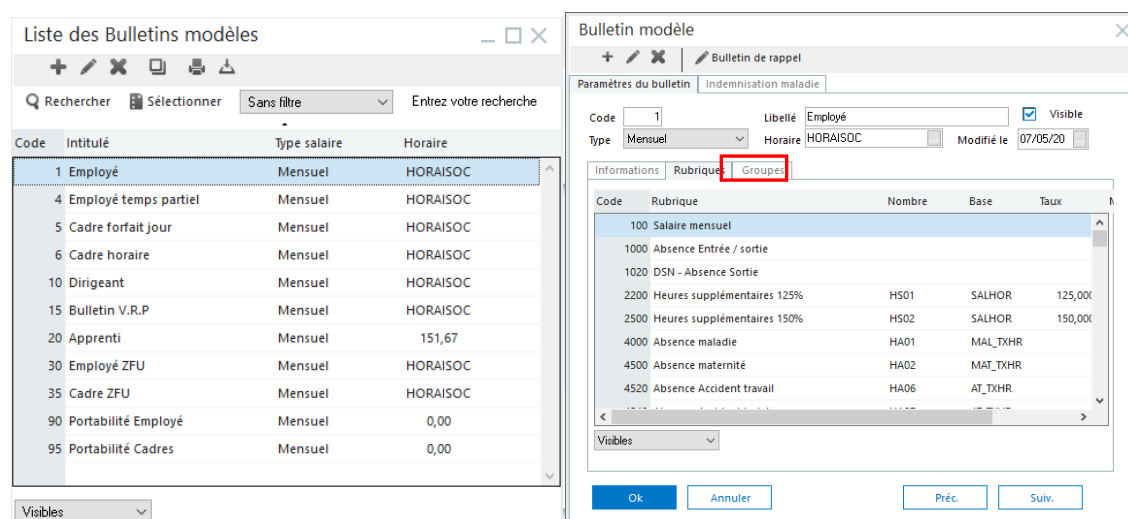 Liste des Bulletins modèles
Rechercher Sélectionner Sans filtre Entrez votre recherche
Code Intitulé Type salaire Horaire
1 Employé Mensuel HORAISOC
4 Employé temps partiel Mensuel HORAISOC
5 Cadre forfait jour Mensuel HORAISOC
6 Cadre horaire Mensuel HORAISOC
10 Dirigeant Mensuel HORAISOC
15 Bulletin V.R.P Mensuel HORAISOC
20 Apprenti Mensuel 151,67
30 Employé ZFU Mensuel HORAISOC
35 Cadre ZFU Mensuel HORAISOC
90 Portabilité Employé Mensuel 0,00
95 Portabilité Cadres Mensuel 0,00
Visibles
Bulletin modèle
Bulletin de rappel
Paramètres du bulletin Indemnisation maladie
Code 1 Libellé Employé Visible
Type Mensuel Horaire HORAISOC Modifié le 07/05/20
Informations Rubriques Groupes
Code Rubrique Nombre Base Taux
100 Salaire mensuel
1000 Absence Entrée / sortie
1020 DSN - Absence Sortie
2200 Heures supplémentaires 125% HS01 SALHOR 125,000
2500 Heures supplémentaires 150% HS02 SALHOR 150,000
4000 Absence maladie HA01 MAL_TXHR
4500 Absence maternité HA02 MAT_TXHR
4520 Absence Accident travail HA06 AT_TXHR
Visibles
Ok Annuler Préc. Suiv.